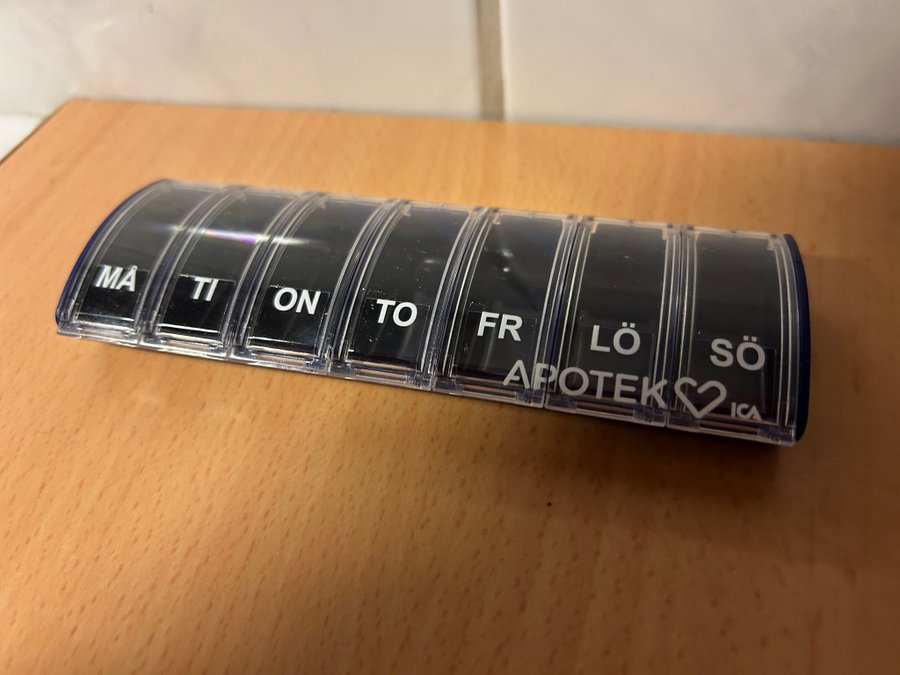 MÅ TI ON TO FR LÖ SÖ
APOTEK ICA